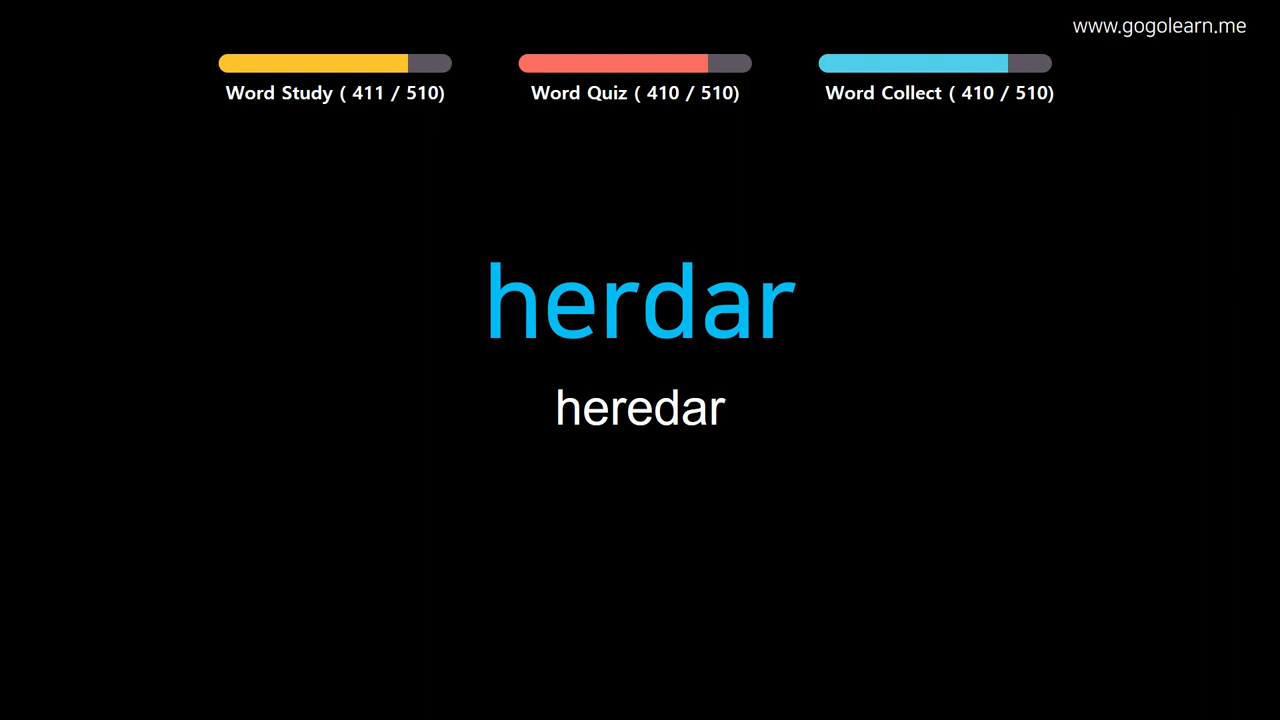 www.gogolearn.me
Word Study ( 411 / 510)
Word Quiz ( 410 / 510)
Word Collect ( 410 / 510)
herdar
heredar